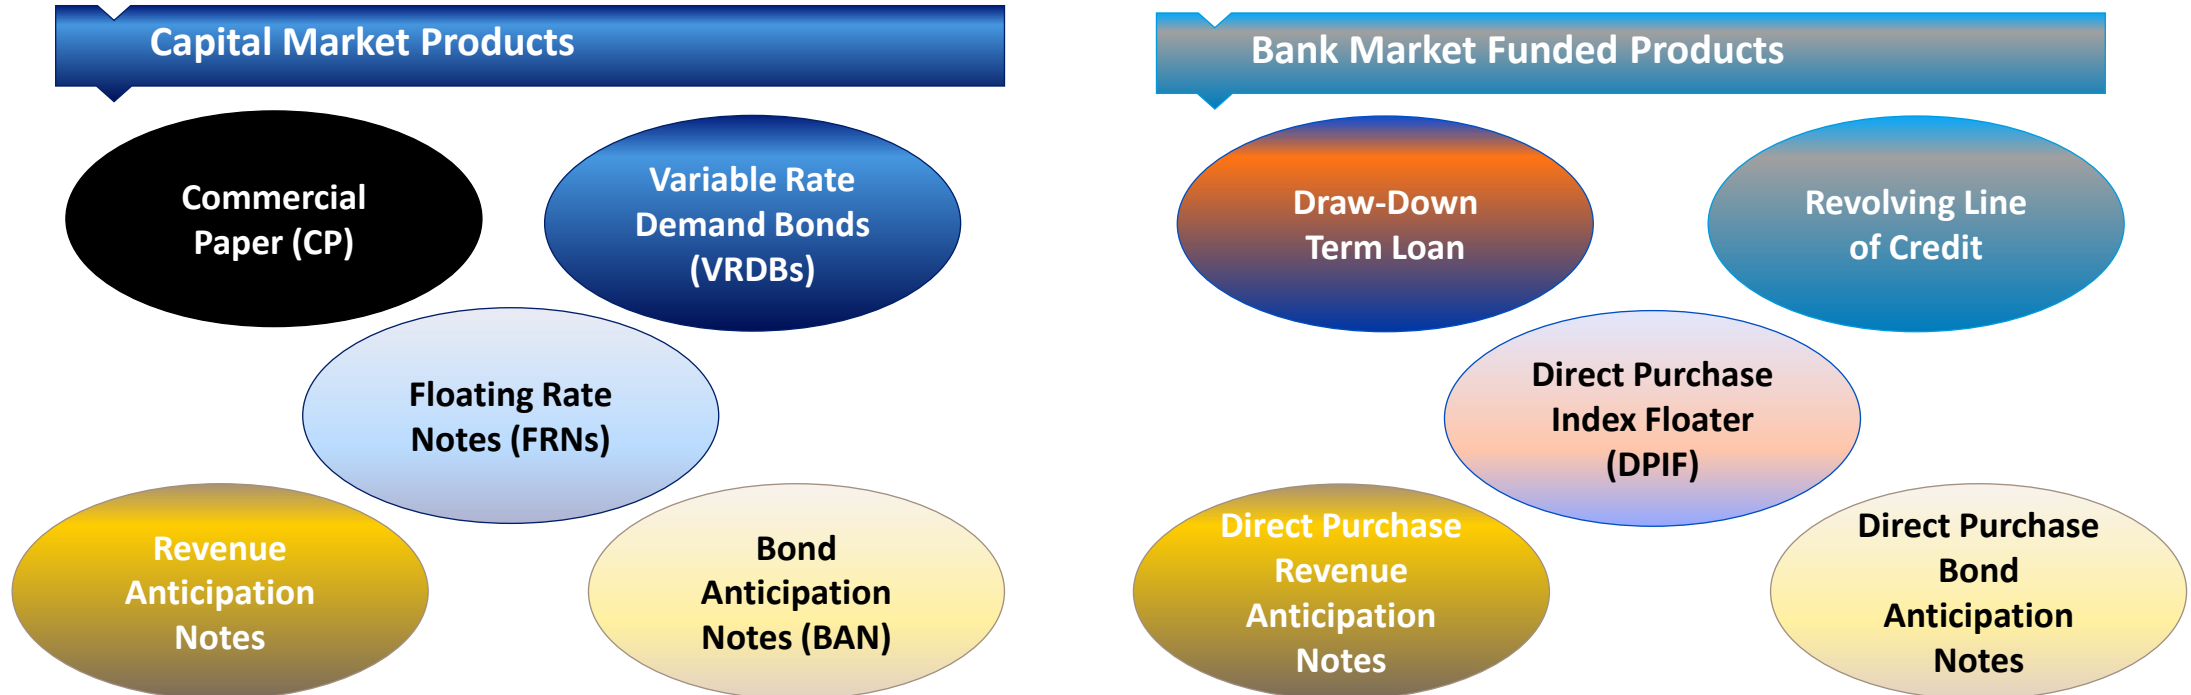 Capital Market Products
Commercial
Paper (CP)
Variable Rate
Demand Bonds
(VRDBs)
Floating Rate
Notes (FRNs)
Revenue
Anticipation
Notes
Bond
Anticipation
Notes (BAN)
Bank Market Funded Products
Draw-Down
Term Loan
Revolving Line
of Credit
Direct Purchase
Index Floater
(DPIF)
Direct Purchase
Revenue
Anticipation
Notes
Direct Purchase
Bond
Anticipation
Notes